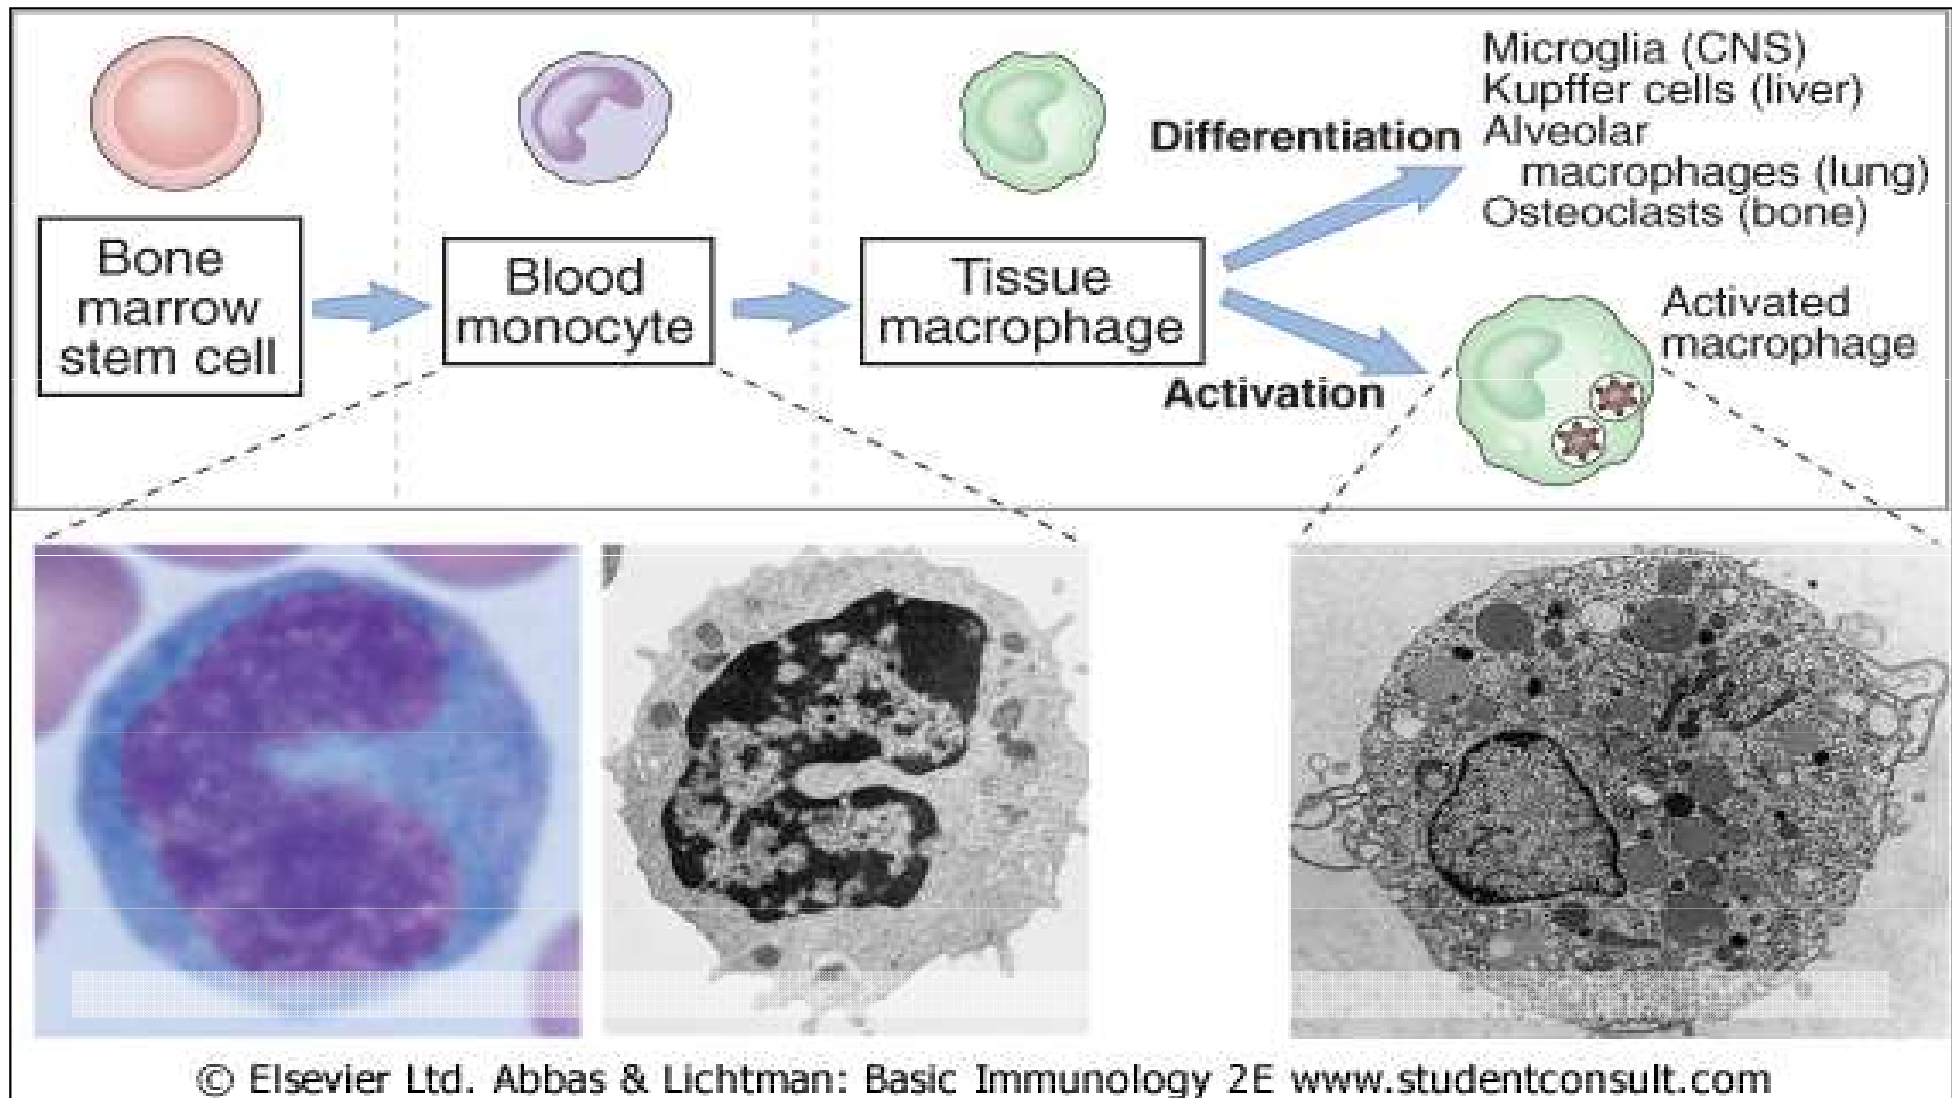 Bone
marrow
stem cell
Blood
monocyte
Tissue
macrophage
Differentiation
Microglia (CNS)
Kupffer cells (liver)
Alveolar
macrophages (lung)
Osteoclasts (bone)
Activation
Activated
macrophage
© Elsevier Ltd. Abbas & Lichtman: Basic Immunology 2E www.studentconsult.com